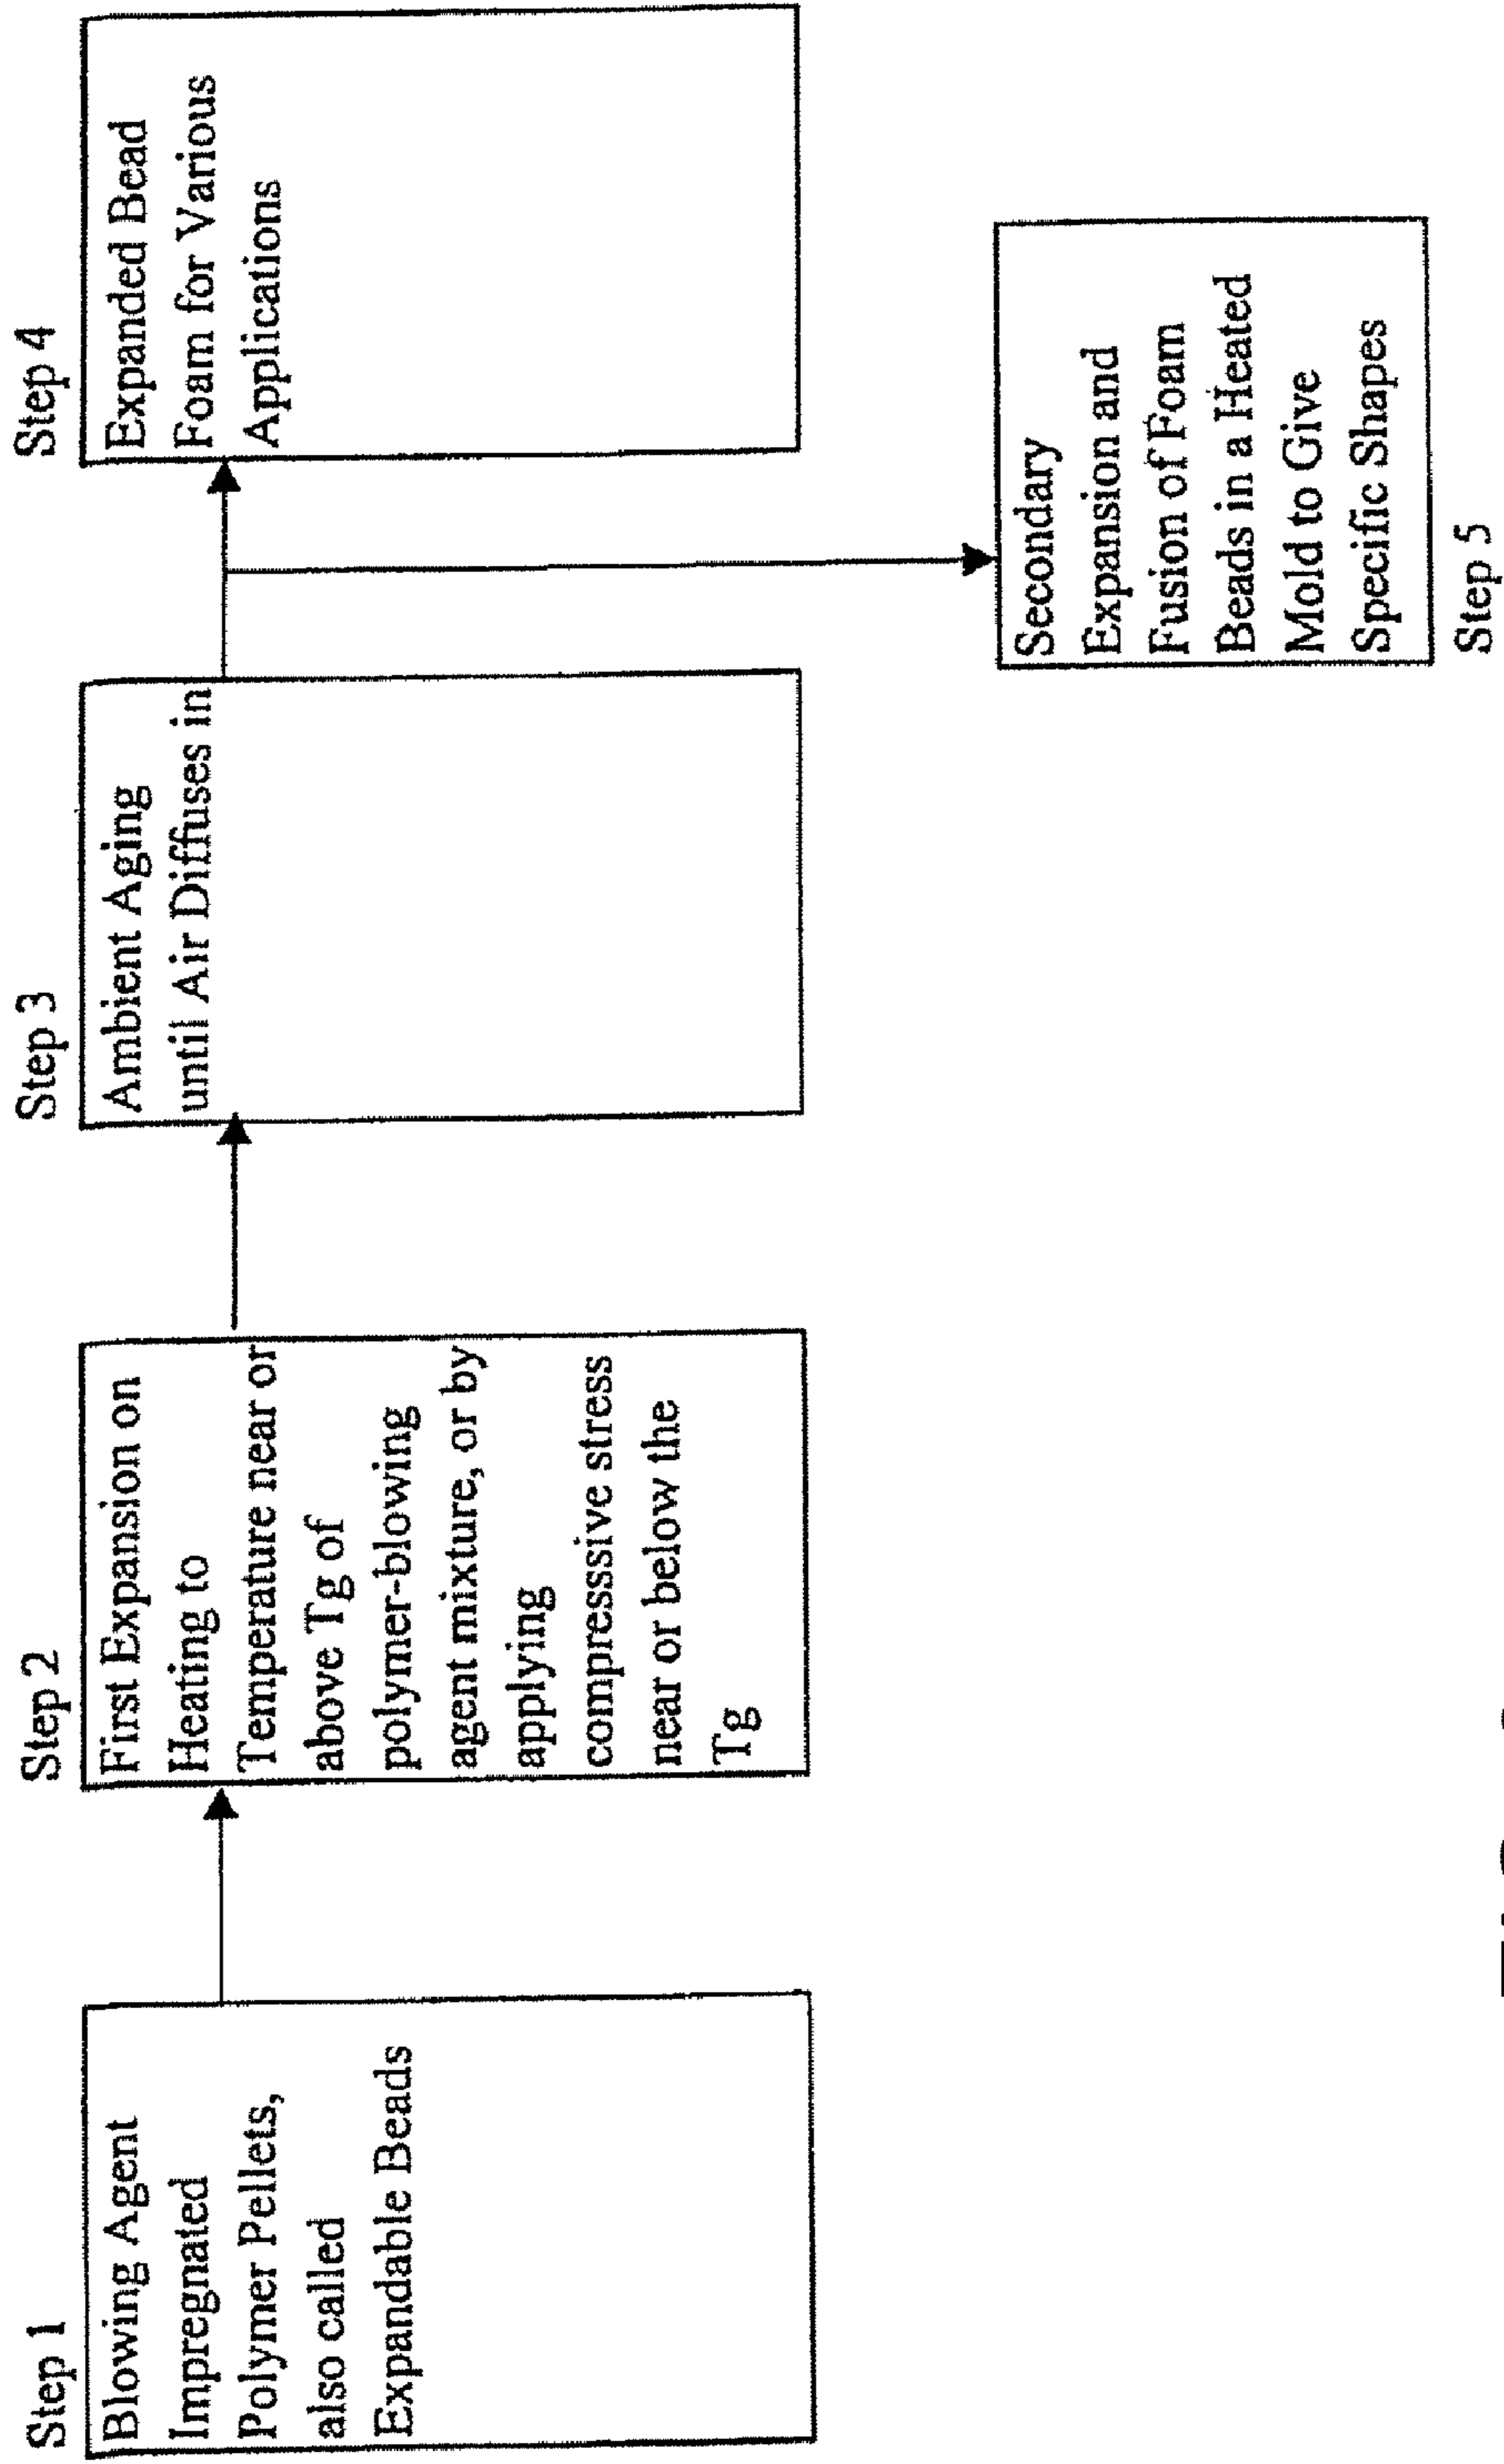 Step 1
Blowing Agent
Impregnated
Polymer Pellets,
also called
Expandable Beads
Step 2
First Expansion on
Heating to
Temperature near or
above Tg of
polymer-blowing
agent mixture, or by
applying
compresssive stress
near or below the
Tg
Step 3
Ambient Aging
until Air Diffuses in
Step 4
Expanded Bead
Foam for Various
Applications
Secondary
Expansion and
Fusion of Foam
Beads in a Heated
Mold to Give
Specific Shapes
Step 5